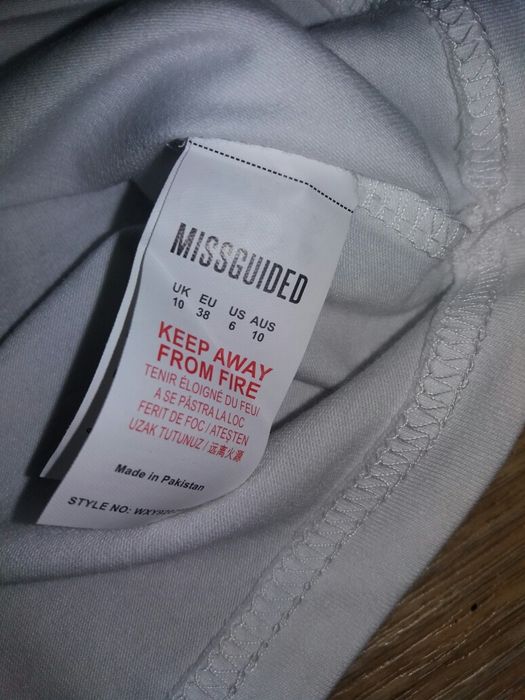 MISSGUIDED
UK EU US AUS
10 38 6 10
KEEP AWAY
FROM FIRE
TENIR ÉLOIGNÉ DU FEU/
A SE PĂSTRA LA LOC
FERIT DE FOC / ATEŞTEN
UZAK TUTUNUZ / 远离火源
Made in Pakistan
STYLE NO: